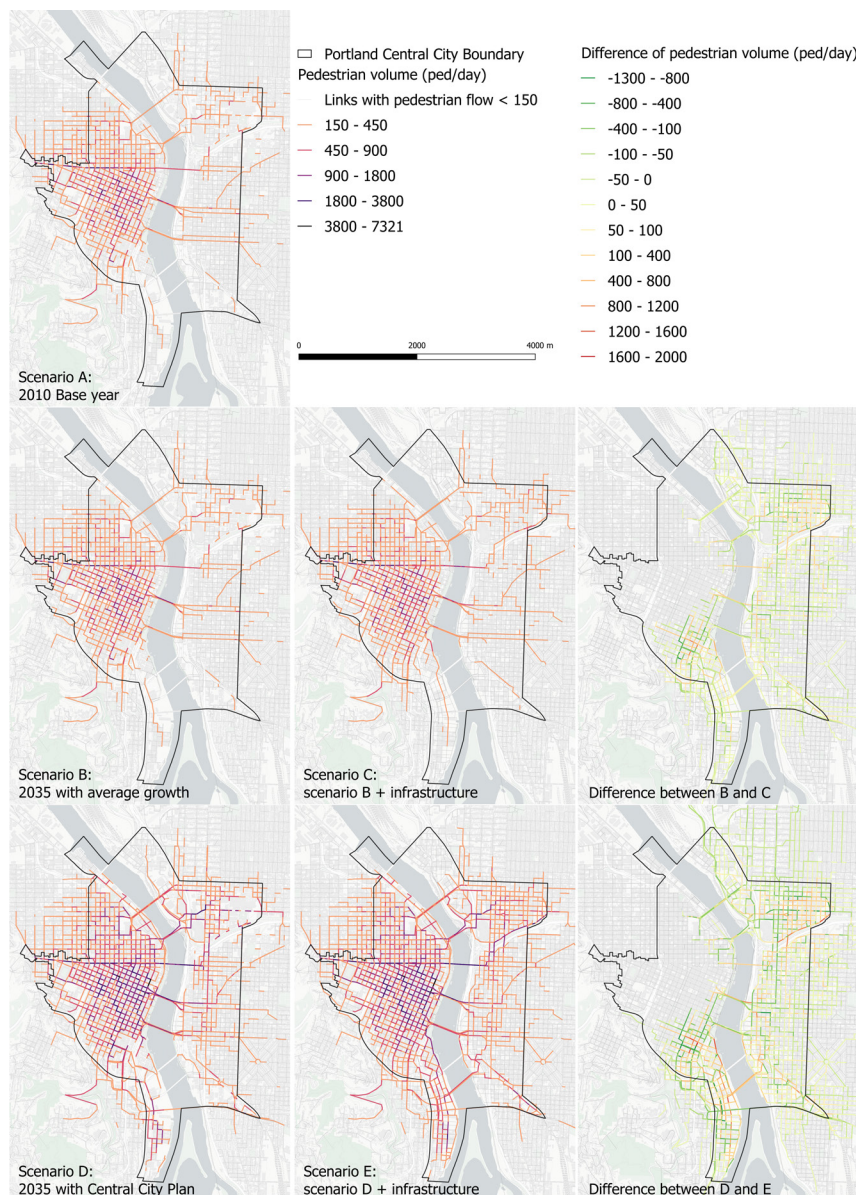 Portland Central City Boundary
Pedestrian volume (ped/day)
Links with pedestrian flow < 150
150 - 450
450 - 900
900 - 1800
1800 - 3800
3800 - 7321
Difference of pedestrian volume (ped/day)
-1300 - -800
-800 - -400
-400 - -100
-100 - -50
-50 - 0
0 - 50
50 - 100
100 - 400
400 - 800
800 - 1200
1200 - 1600
1600 - 2000
0 2000 4000 m
Scenario A:
2010 Base year
Scenario B:
2035 with average growth
Scenario C:
scenario B + infrastructure
Difference between B and C
Scenario D:
2035 with Central City Plan
Scenario E:
scenario D + infrastructure
Difference between D and E